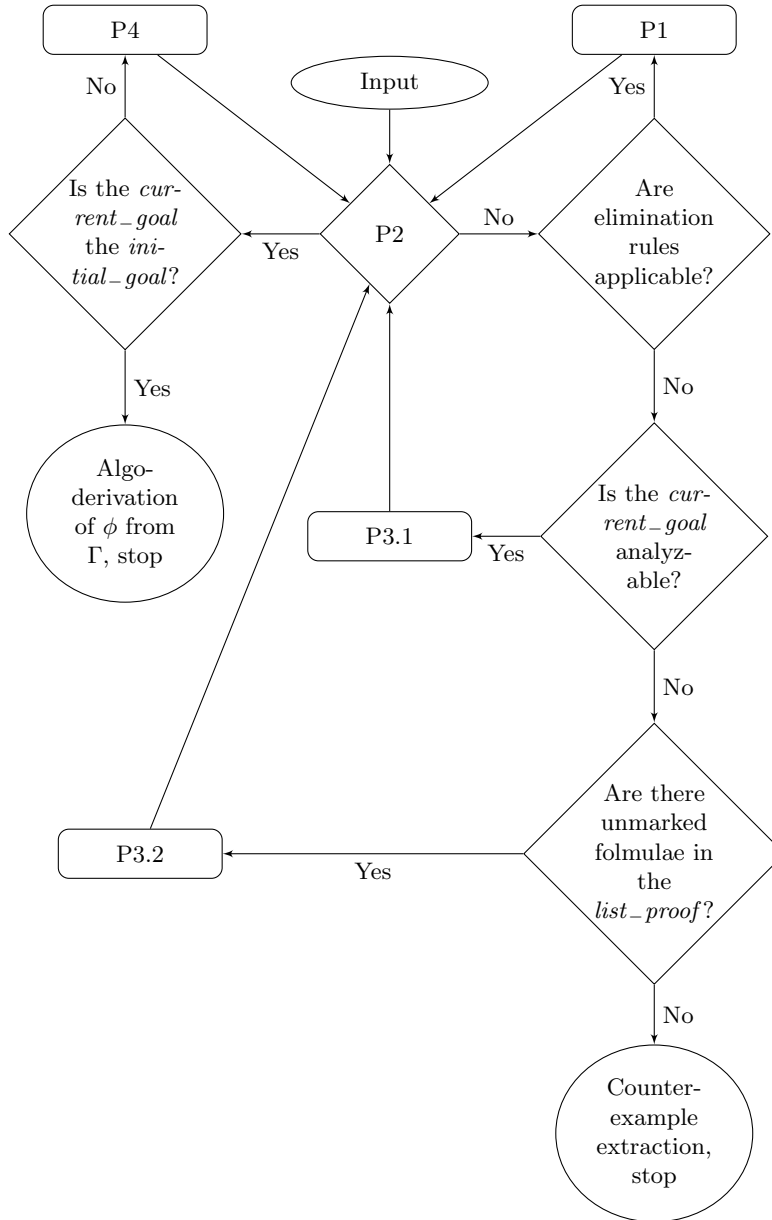 P4
P1
Input
No
Yes
Is the cur-
rent_goal
the ini-
tial_goal?
Yes
P2
No
Are
elimination
rules
applicable?
Yes
No
Algo-
derivation
of ϕ from
Γ, stop
P3.1
Yes
Is the cur-
rent_goal
analyz-
able?
No
P3.2
Yes
Are there
unmarked
folmulae in
the
list_proof?
No
Counter-
example
extraction,
stop